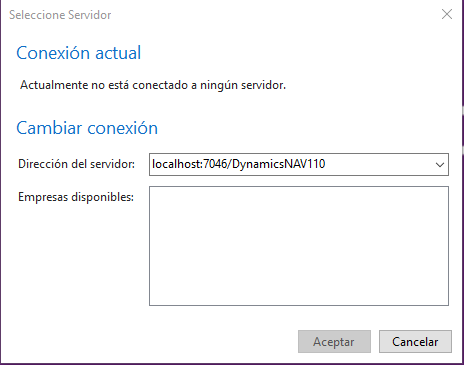 Seleccione Servidor
Conexión actual
Actualmente no está conectado a ningún servidor.
Cambiar conexión
Dirección del servidor: localhost:7046/DynamicsNAV110
Empresas disponibles:
Aceptar Cancelar